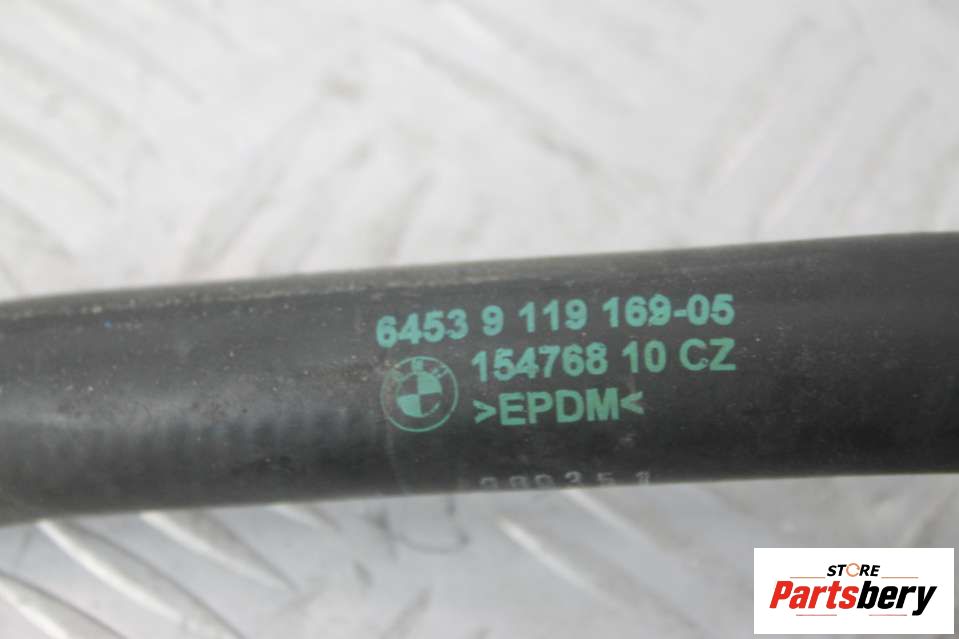 6453 9 119 169-05
154768 10 CZ
>EPDM<
STORE
Partsbery